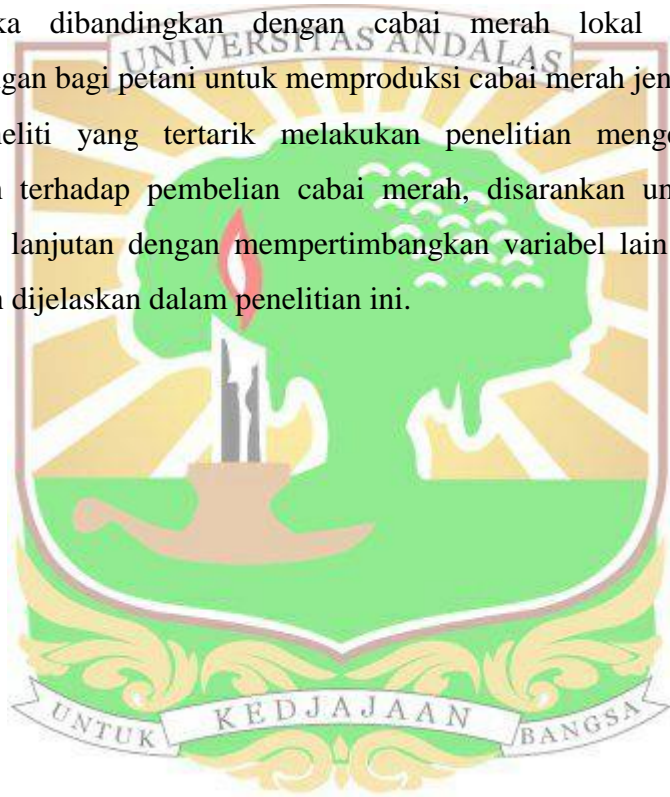 ka dibandingkan dengan cabai merah lokal
UNIVERSITAS ANDALAS
gan bagi petani untuk memproduksi cabai merah jen
eliti yang tertarik melakukan penelitian meng
terhadap pembelian cabai merah, disarankan un
lanjutan dengan mempertimbangkan variabel lain
dijelaskan dalam penelitian ini.
UNTUK KEDJAJAAN BANGSA